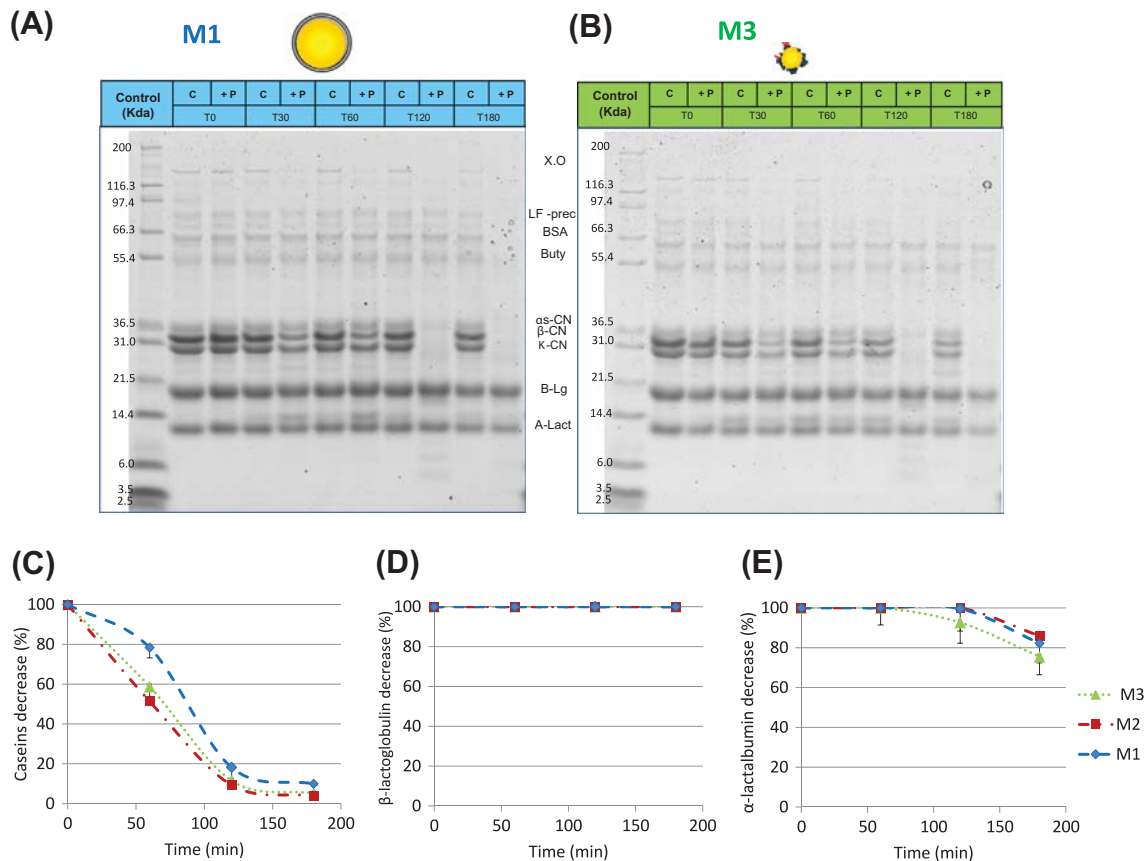 (A)
M1
Control
(Kda)
C + P C + P C + P C + P C + P
T0 T30 T60 T120 T180
200
116.3
97.4
66.3
55.4
36.5
31.0
21.5
14.4
6.0
3.5
2.5
X.O
LF -prec
BSA
Buty
αs-CN
β-CN
K-CN
B-Lg
A-Lact
(B)
M3
Control
(Kda)
C + P C + P C + P C + P C + P
T0 T30 T60 T120 T180
200
116.3
97.4
66.3
55.4
36.5
31.0
21.5
14.4
6.0
3.5
2.5
(C)
Caseins decrease (%)
100
80
60
40
20
0
0 50 100 150 200
Time (min)
(D)
β-lactoglobulin decrease (%)
100
80
60
40
20
0
0 50 100 150 200
Time (min)
(E)
α-lactalbumin decrease (%)
100
80
60
40
20
0
0 50 100 150 200
Time (min)
M3
M2
M1